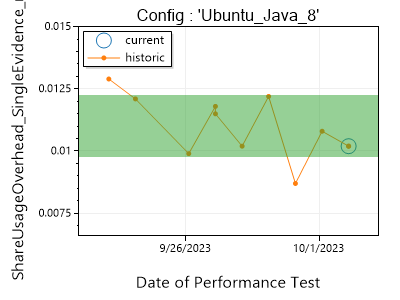 Config : 'Ubuntu_Java_8'
current
historic
0.015
0.0125
0.01
0.0075
9/26/2023
10/1/2023
Date of Performance Test
ShareUsageOverhead_SingleEvidence_